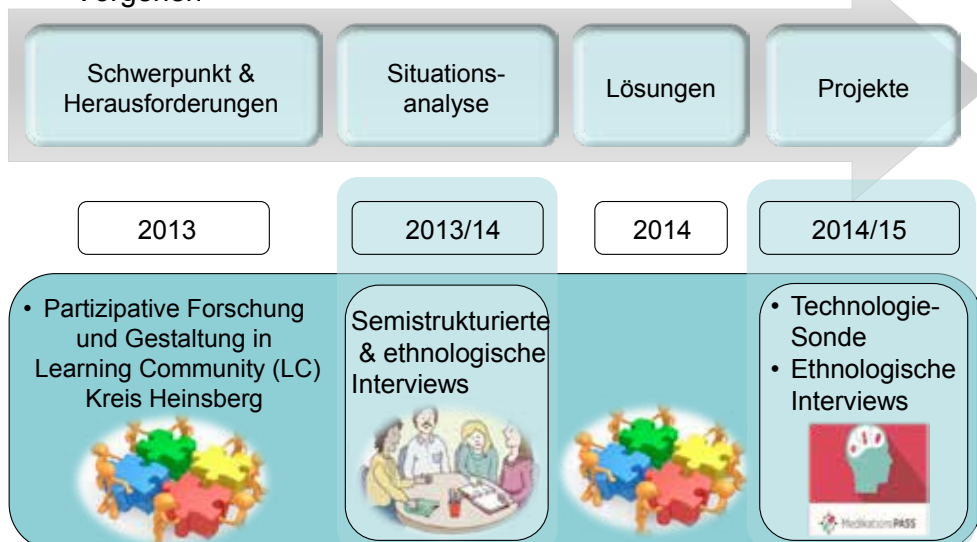 Vorgehen
Schwerpunkt &
Herausforderungen
Situations-
analyse
Lösungen
Projekte
2013
2013/14
2014
2014/15
• Partizipative Forschung
und Gestaltung in
Learning Community (LC)
Kreis Heinsberg
Semistrukturierte
& ethnologische
Interviews
• Technologie-
Sonde
• Ethnologische
Interviews
MedikationsPASS